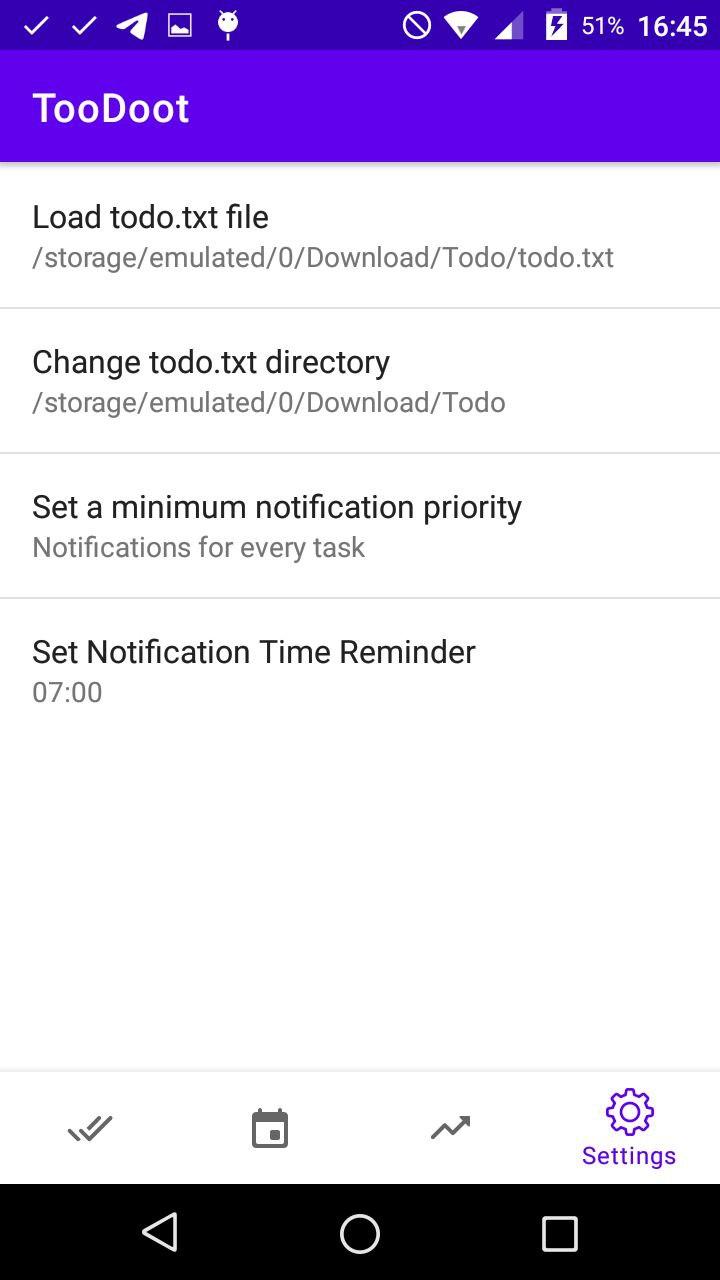 51% 16:45
TooDoot
Load todo.txt file
/storage/emulated/0/Download/Todo/todo.txt
Change todo.txt directory
/storage/emulated/0/Download/Todo
Set a minimum notification priority
Notifications for every task
Set Notification Time Reminder
07:00
Settings